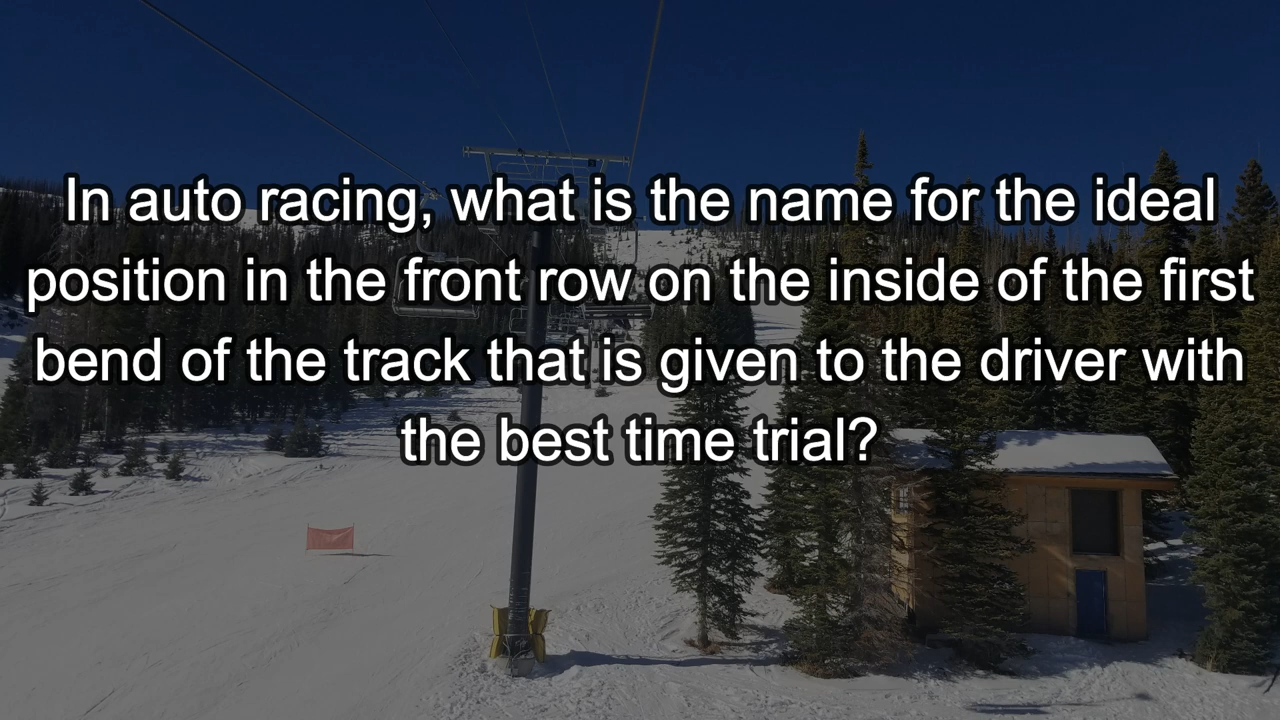 In auto racing, what is the name for the ideal
position in the front row on the inside of the first
bend of the track that is given to the driver with
the best time trial?